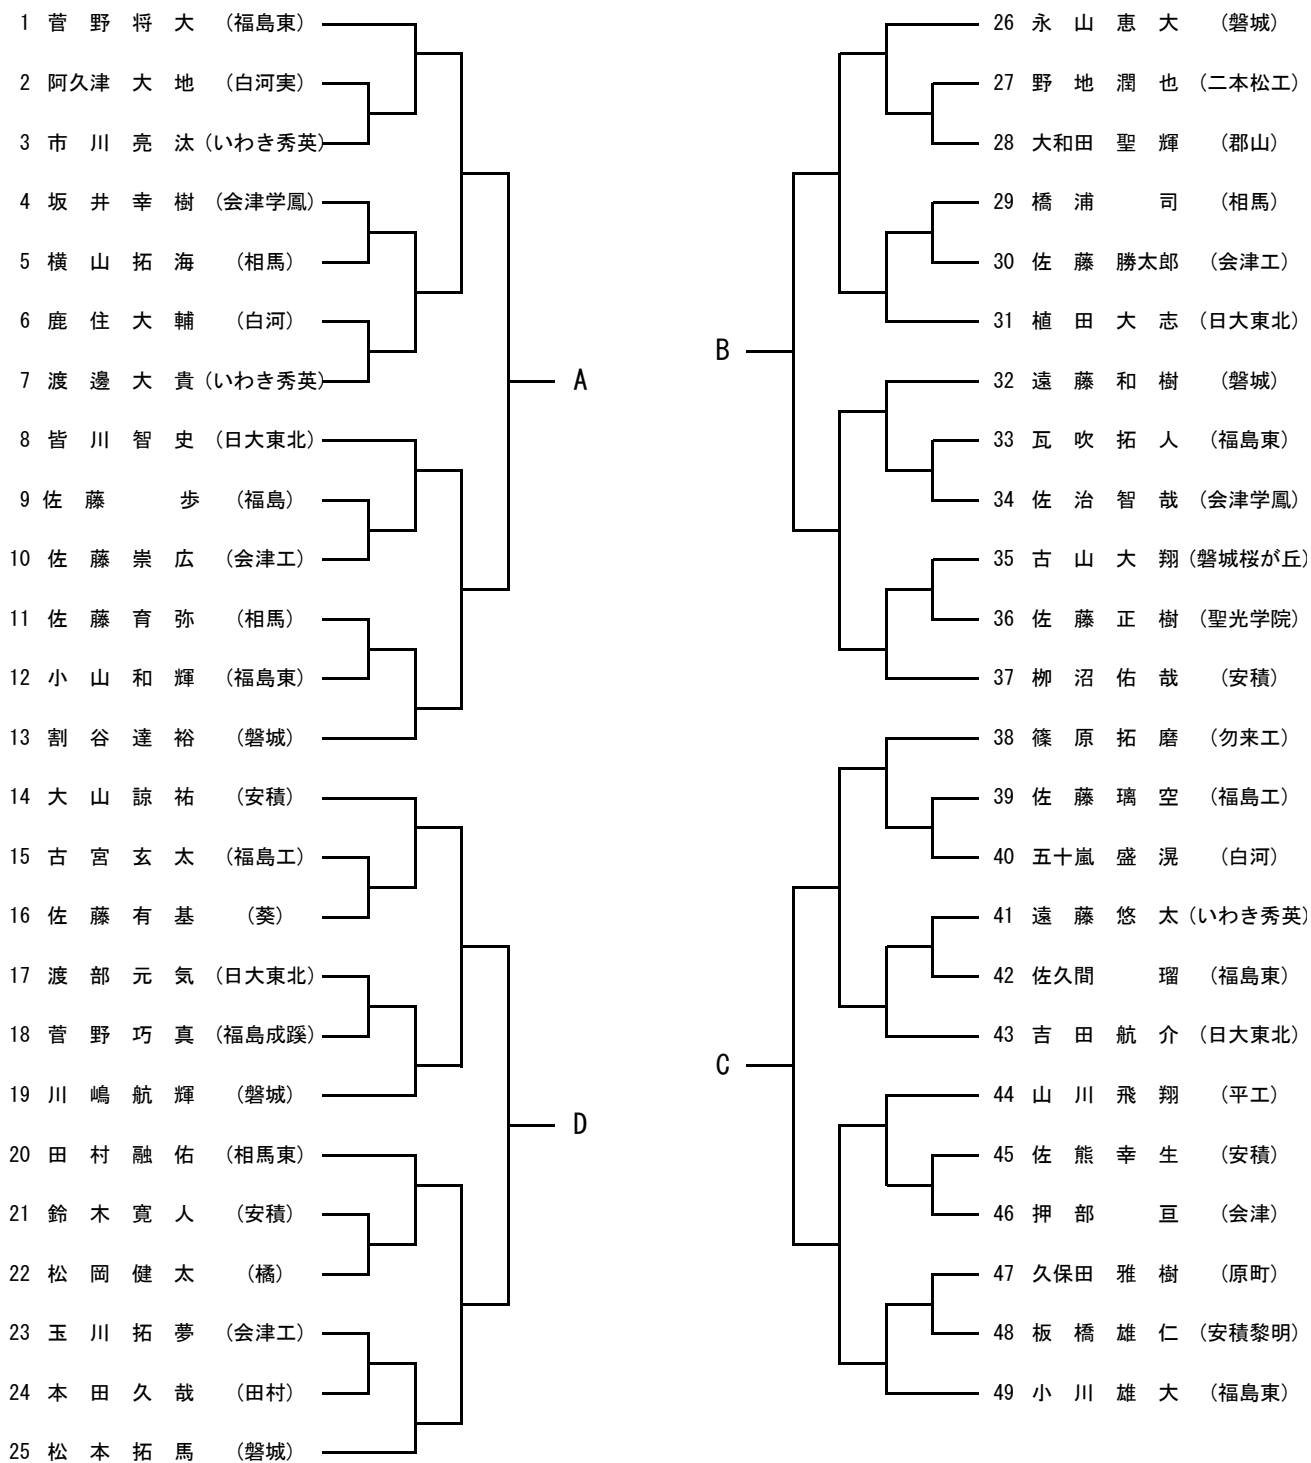 1 菅 野 将 大 (福島東)
2 阿久津 大 地 (白河実)
3 市 川 亮 汰 (いわき秀英)
4 坂 井 幸 樹 (会津学鳳)
5 横 山 拓 海 (相馬)
6 鹿 住 大 輔 (白河)
7 渡 邊 大 貴 (いわき秀英)
A
8 皆 川 智 史 (日大東北)
9 佐 藤 歩 (福島)
10 佐 藤 崇 広 (会津工)
11 佐 藤 育 弥 (相馬)
12 小 山 和 輝 (福島東)
13 割 谷 達 裕 (磐城)
14 大 山 諒 祐 (安積)
15 古 宮 玄 太 (福島工)
16 佐 藤 有 基 (葵)
17 渡 部 元 気 (日大東北)
18 菅 野 巧 真 (福島成蹊)
19 川 嶋 航 輝 (磐城)
D
20 田 村 融 佑 (相馬東)
21 鈴 木 寛 人 (安積)
22 松 岡 健 太 (橘)
23 玉 川 拓 夢 (会津工)
24 本 田 久 哉 (田村)
25 松 本 拓 馬 (磐城)
26 永 山 恵 大 (磐城)
27 野 地 潤 也 (二本松工)
28 大和田 聖 輝 (郡山)
29 橋 浦 司 (相馬)
30 佐 藤 勝太郎 (会津工)
31 植 田 大 志 (日大東北)
B
32 遠 藤 和 樹 (磐城)
33 瓦 吹 拓 人 (福島東)
34 佐 治 智 哉 (会津学鳳)
35 古 山 大 翔 (磐城桜が丘)
36 佐 藤 正 樹 (聖光学院)
37 栁 沼 佑 哉 (安積)
38 篠 原 拓 磨 (勿来工)
39 佐 藤 璃 空 (福島工)
40 五十嵐 盛 滉 (白河)
41 遠 藤 悠 太 (いわき秀英)
42 佐久間 瑠 (福島東)
43 吉 田 航 介 (日大東北)
C
44 山 川 飛 翔 (平工)
45 佐 熊 幸 生 (安積)
46 押 部 亘 (会津)
47 久保田 雅 樹 (原町)
48 板 橋 雄 仁 (安積黎明)
49 小 川 雄 大 (福島東)